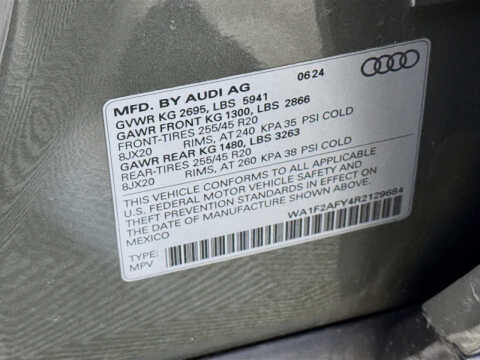 MFD. BY AUDI AG 06 24
GVWR KG 2695, LBS 5941
GAWR FRONT KG 1300, LBS 2866
FRONT-TIRES 255/45 R20
8JX20 RIMS, AT 240 KPA 35 PSI COLD
GAWR REAR KG 1480, LBS 3263
REAR-TIRES 255/45 R20
8JX20 RIMS, AT 260 KPA 38 PSI COLD
THIS VEHICLE CONFORMS TO ALL APPLICABLE
U.S. FEDERAL MOTOR VEHICLE SAFETY AND
THEFT PREVENTION STANDARDS IN EFFECT ON
THE DATE OF MANUFACTURE SHOWN ABOVE
MEXICO
WA1F2AFY4R2129684
TYPE:
MPV